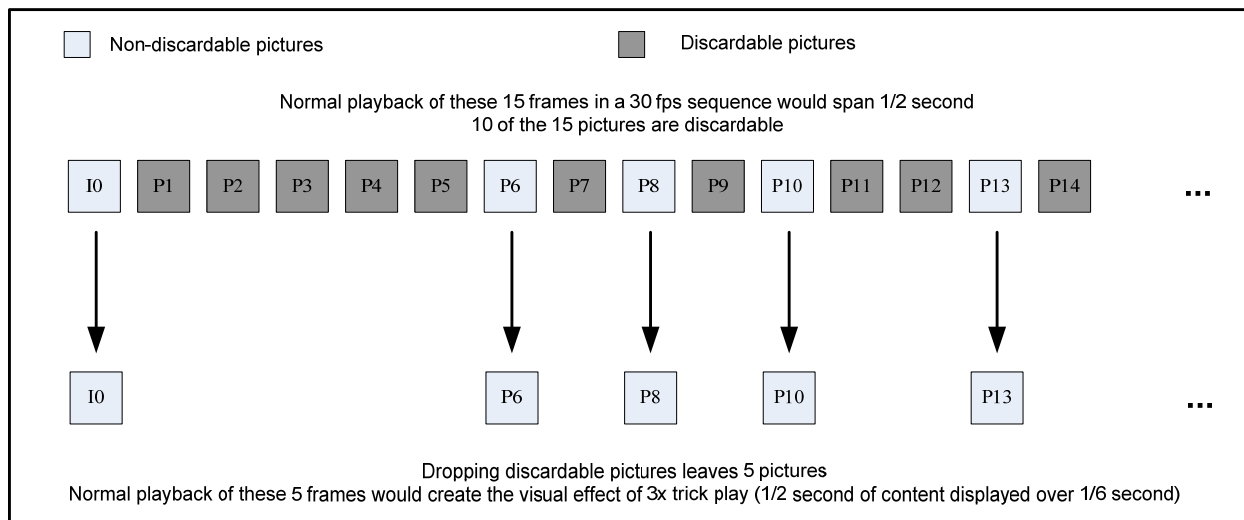 Non-discardable pictures
Discardable pictures
Normal playback of these 15 frames in a 30 fps sequence would span 1/2 second
10 of the 15 pictures are discardable
I0 P1 P2 P3 P4 P5 P6 P7 P8 P9 P10 P11 P12 P13 P14 ...
I0 P6 P8 P10 P13 ...
Dropping discardable pictures leaves 5 pictures
Normal playback of these 5 frames would create the visual effect of 3x trick play (1/2 second of content displayed over 1/6 second)